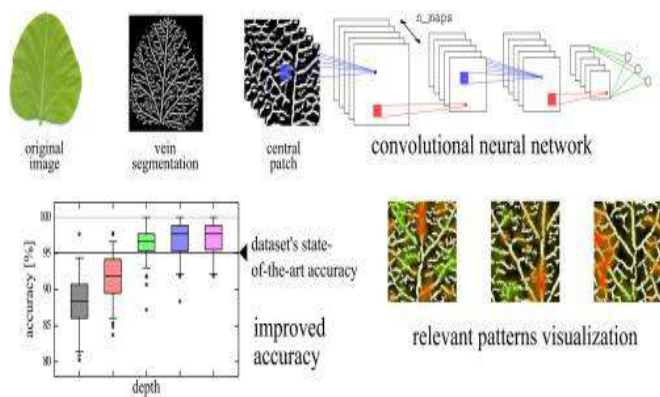 n_maps
original
image
vein
segmentation
central
patch
convolutional neural network
100
95
90
85
80
accuracy [%]
depth
dataset's state-
of-the-art accuracy
improved
accuracy
relevant patterns visualization